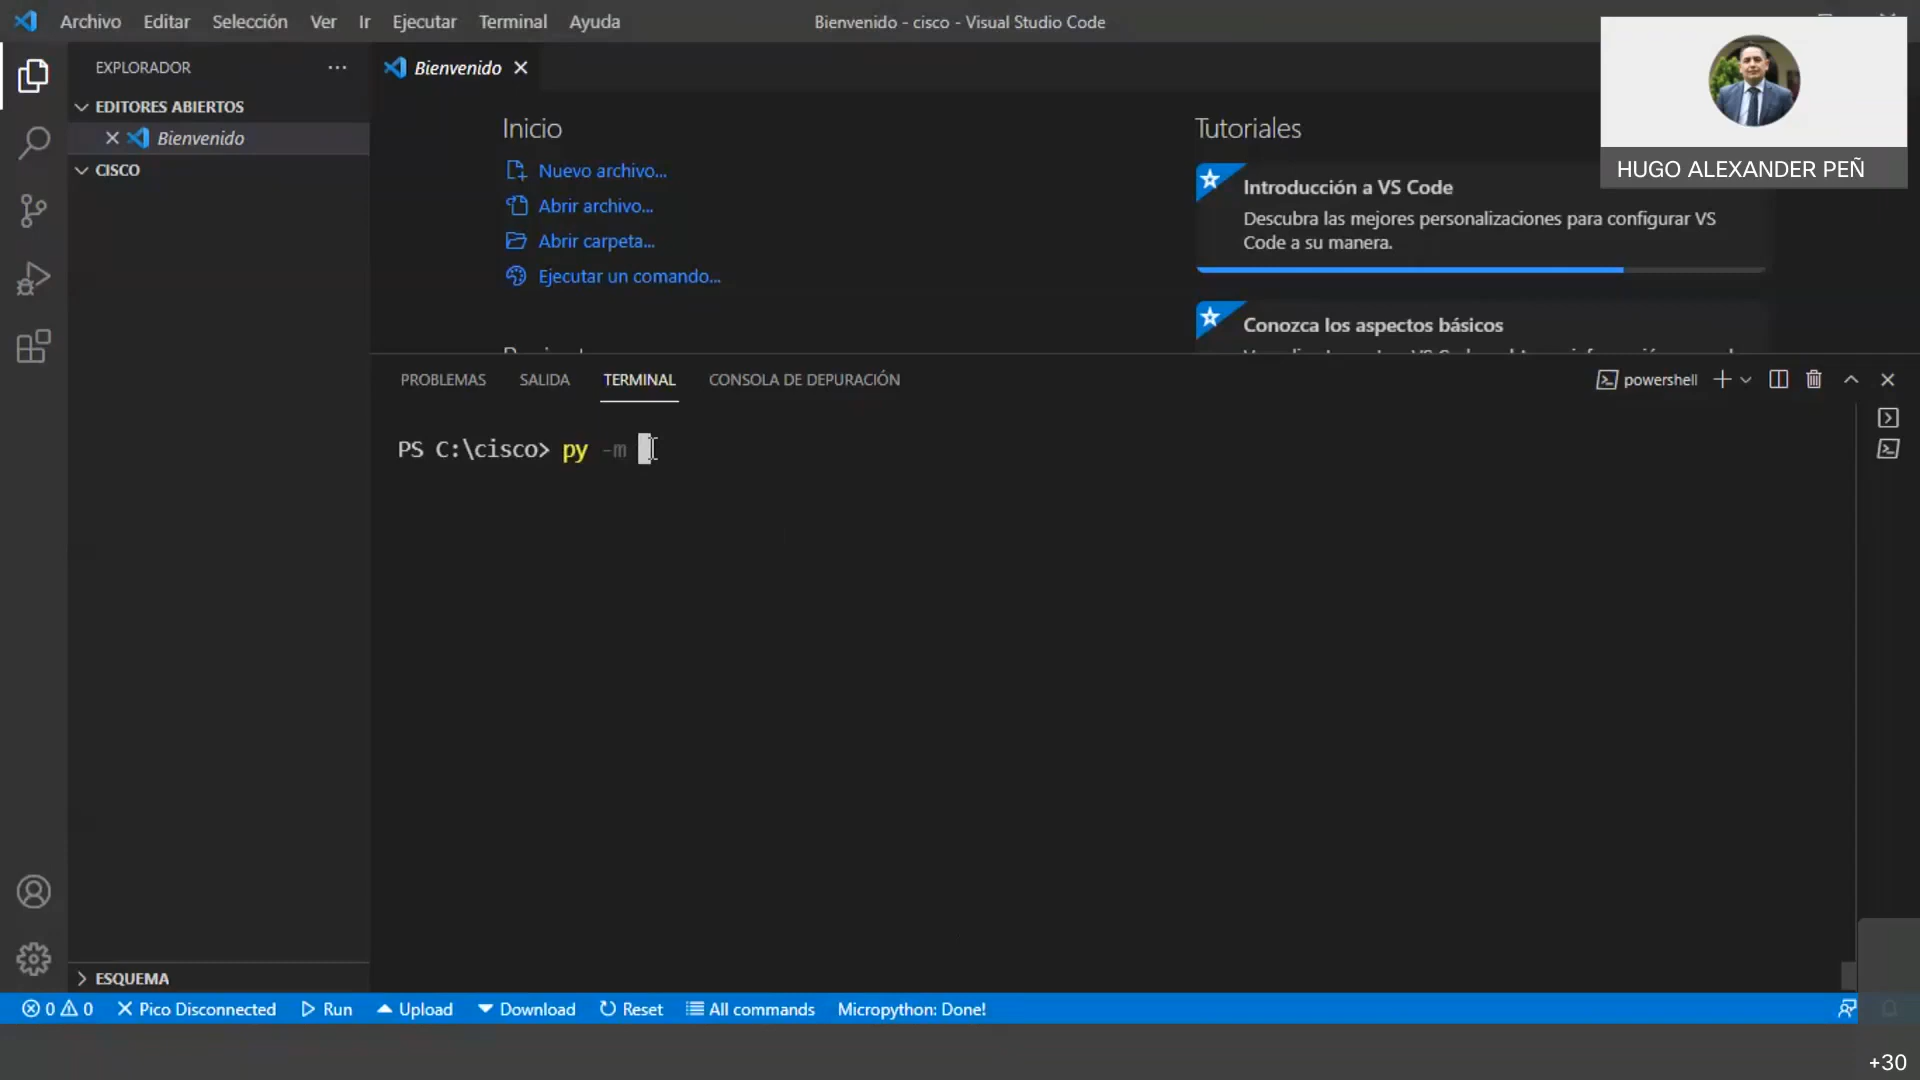 Archivo Editar Selección Ver Ir Ejecutar Terminal Ayuda
Bienvenido - cisco - Visual Studio Code
EXPLORADOR
EDITORES ABIERTOS
Bienvenido
CISCO
ESQUEMA
Bienvenido
Inicio
Nuevo archivo...
Abrir archivo...
Abrir carpeta...
Ejecutar un comando...
Tutoriales
Introducción a VS Code
Descubra las mejores personalizaciones para configurar VS
Code a su manera.
Conozca los aspectos básicos
HUGO ALEXANDER PEÑ
PROBLEMAS SALIDA TERMINAL CONSOLA DE DEPURACIÓN
powershell
PS C:\cisco> py -m
0 0 Pico Disconnected Run Upload Download Reset All commands Micropython: Done!
+30